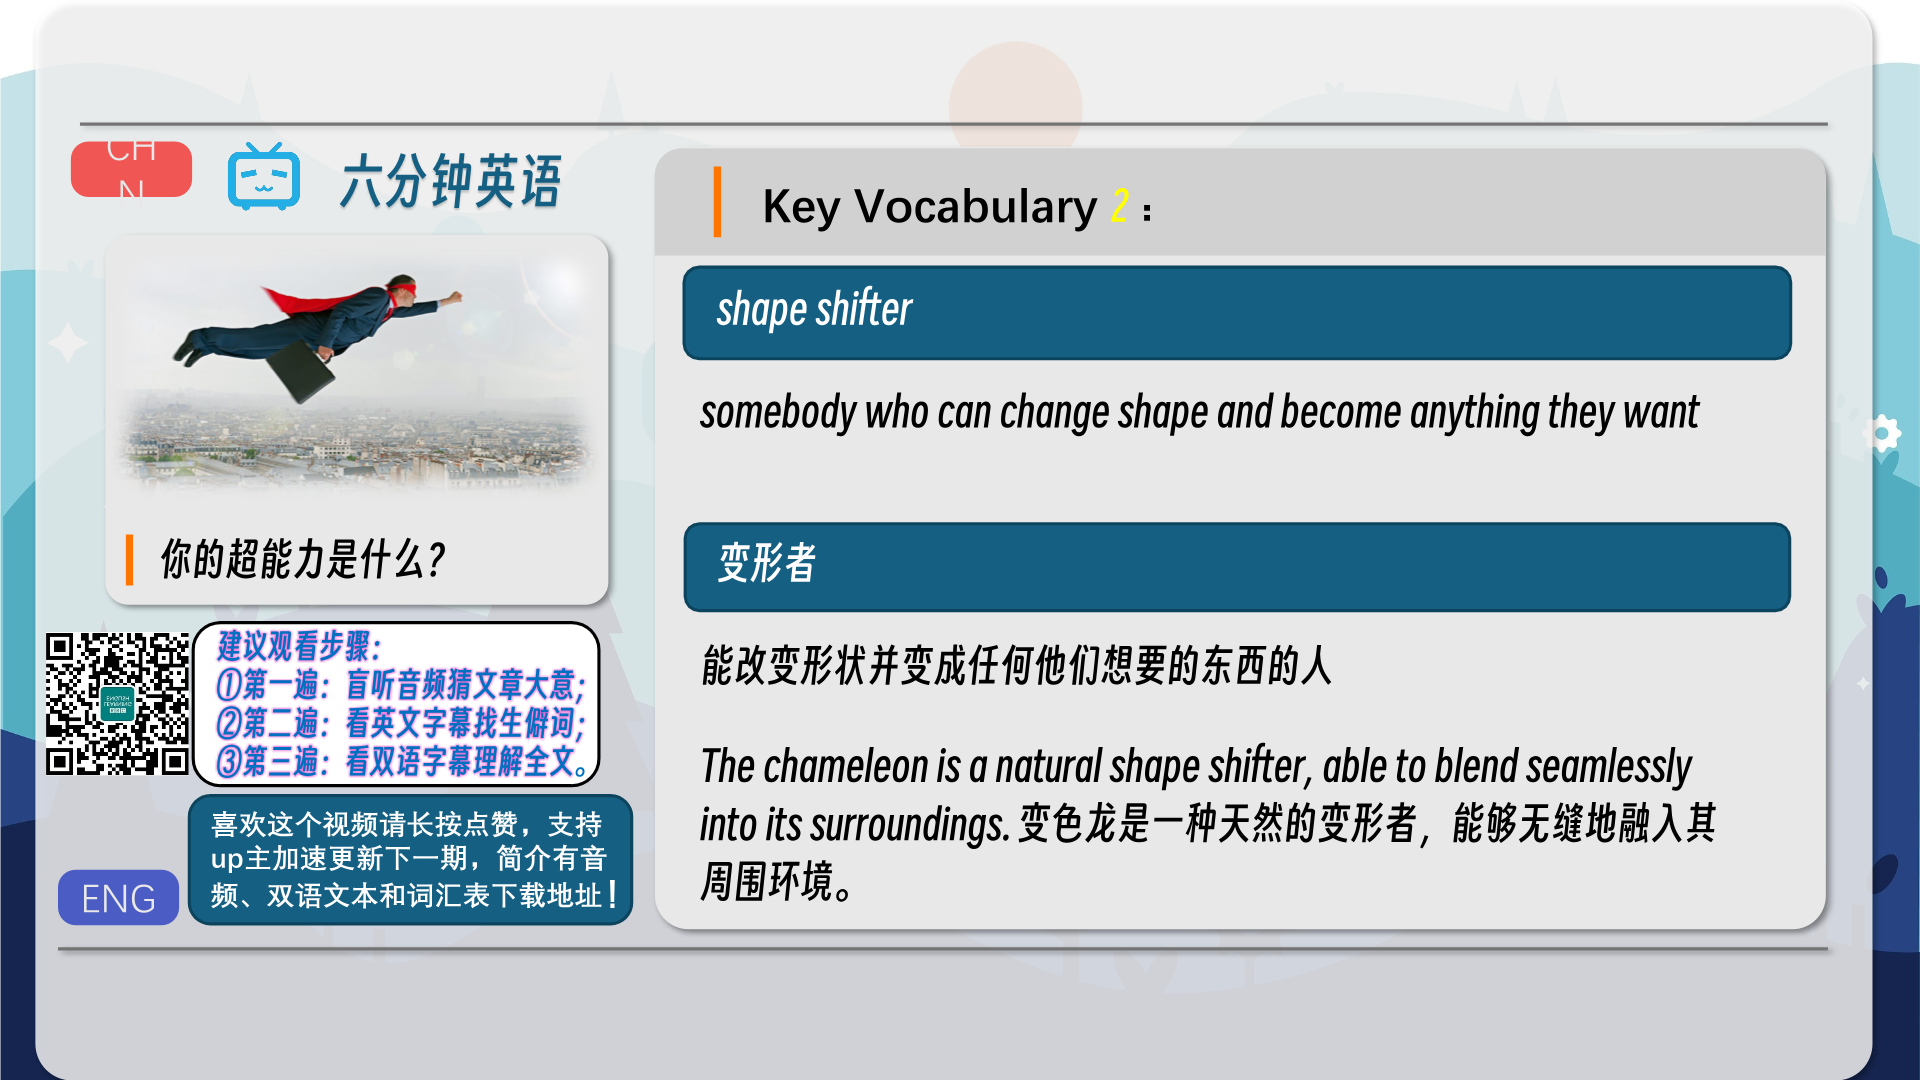 CH
N
六分钟英语
你的超能力是什么?
建议观看步骤:
①第一遍: 盲听音频猜文章大意;
②第二遍: 看英文字幕找生僻词;
③第三遍: 看双语字幕理解全文。
喜欢这个视频请长按点赞，支持
up主加速更新下一期，简介有音
频、双语文本和词汇表下载地址！
ENG
Key Vocabulary 2：
shape shifter
somebody who can change shape and become anything they want
变形者
能改变形状并变成任何他们想要的东西的人
The chameleon is a natural shape shifter, able to blend seamlessly
into its surroundings. 变色龙是一种天然的变形者，能够无缝地融入其
周围环境。